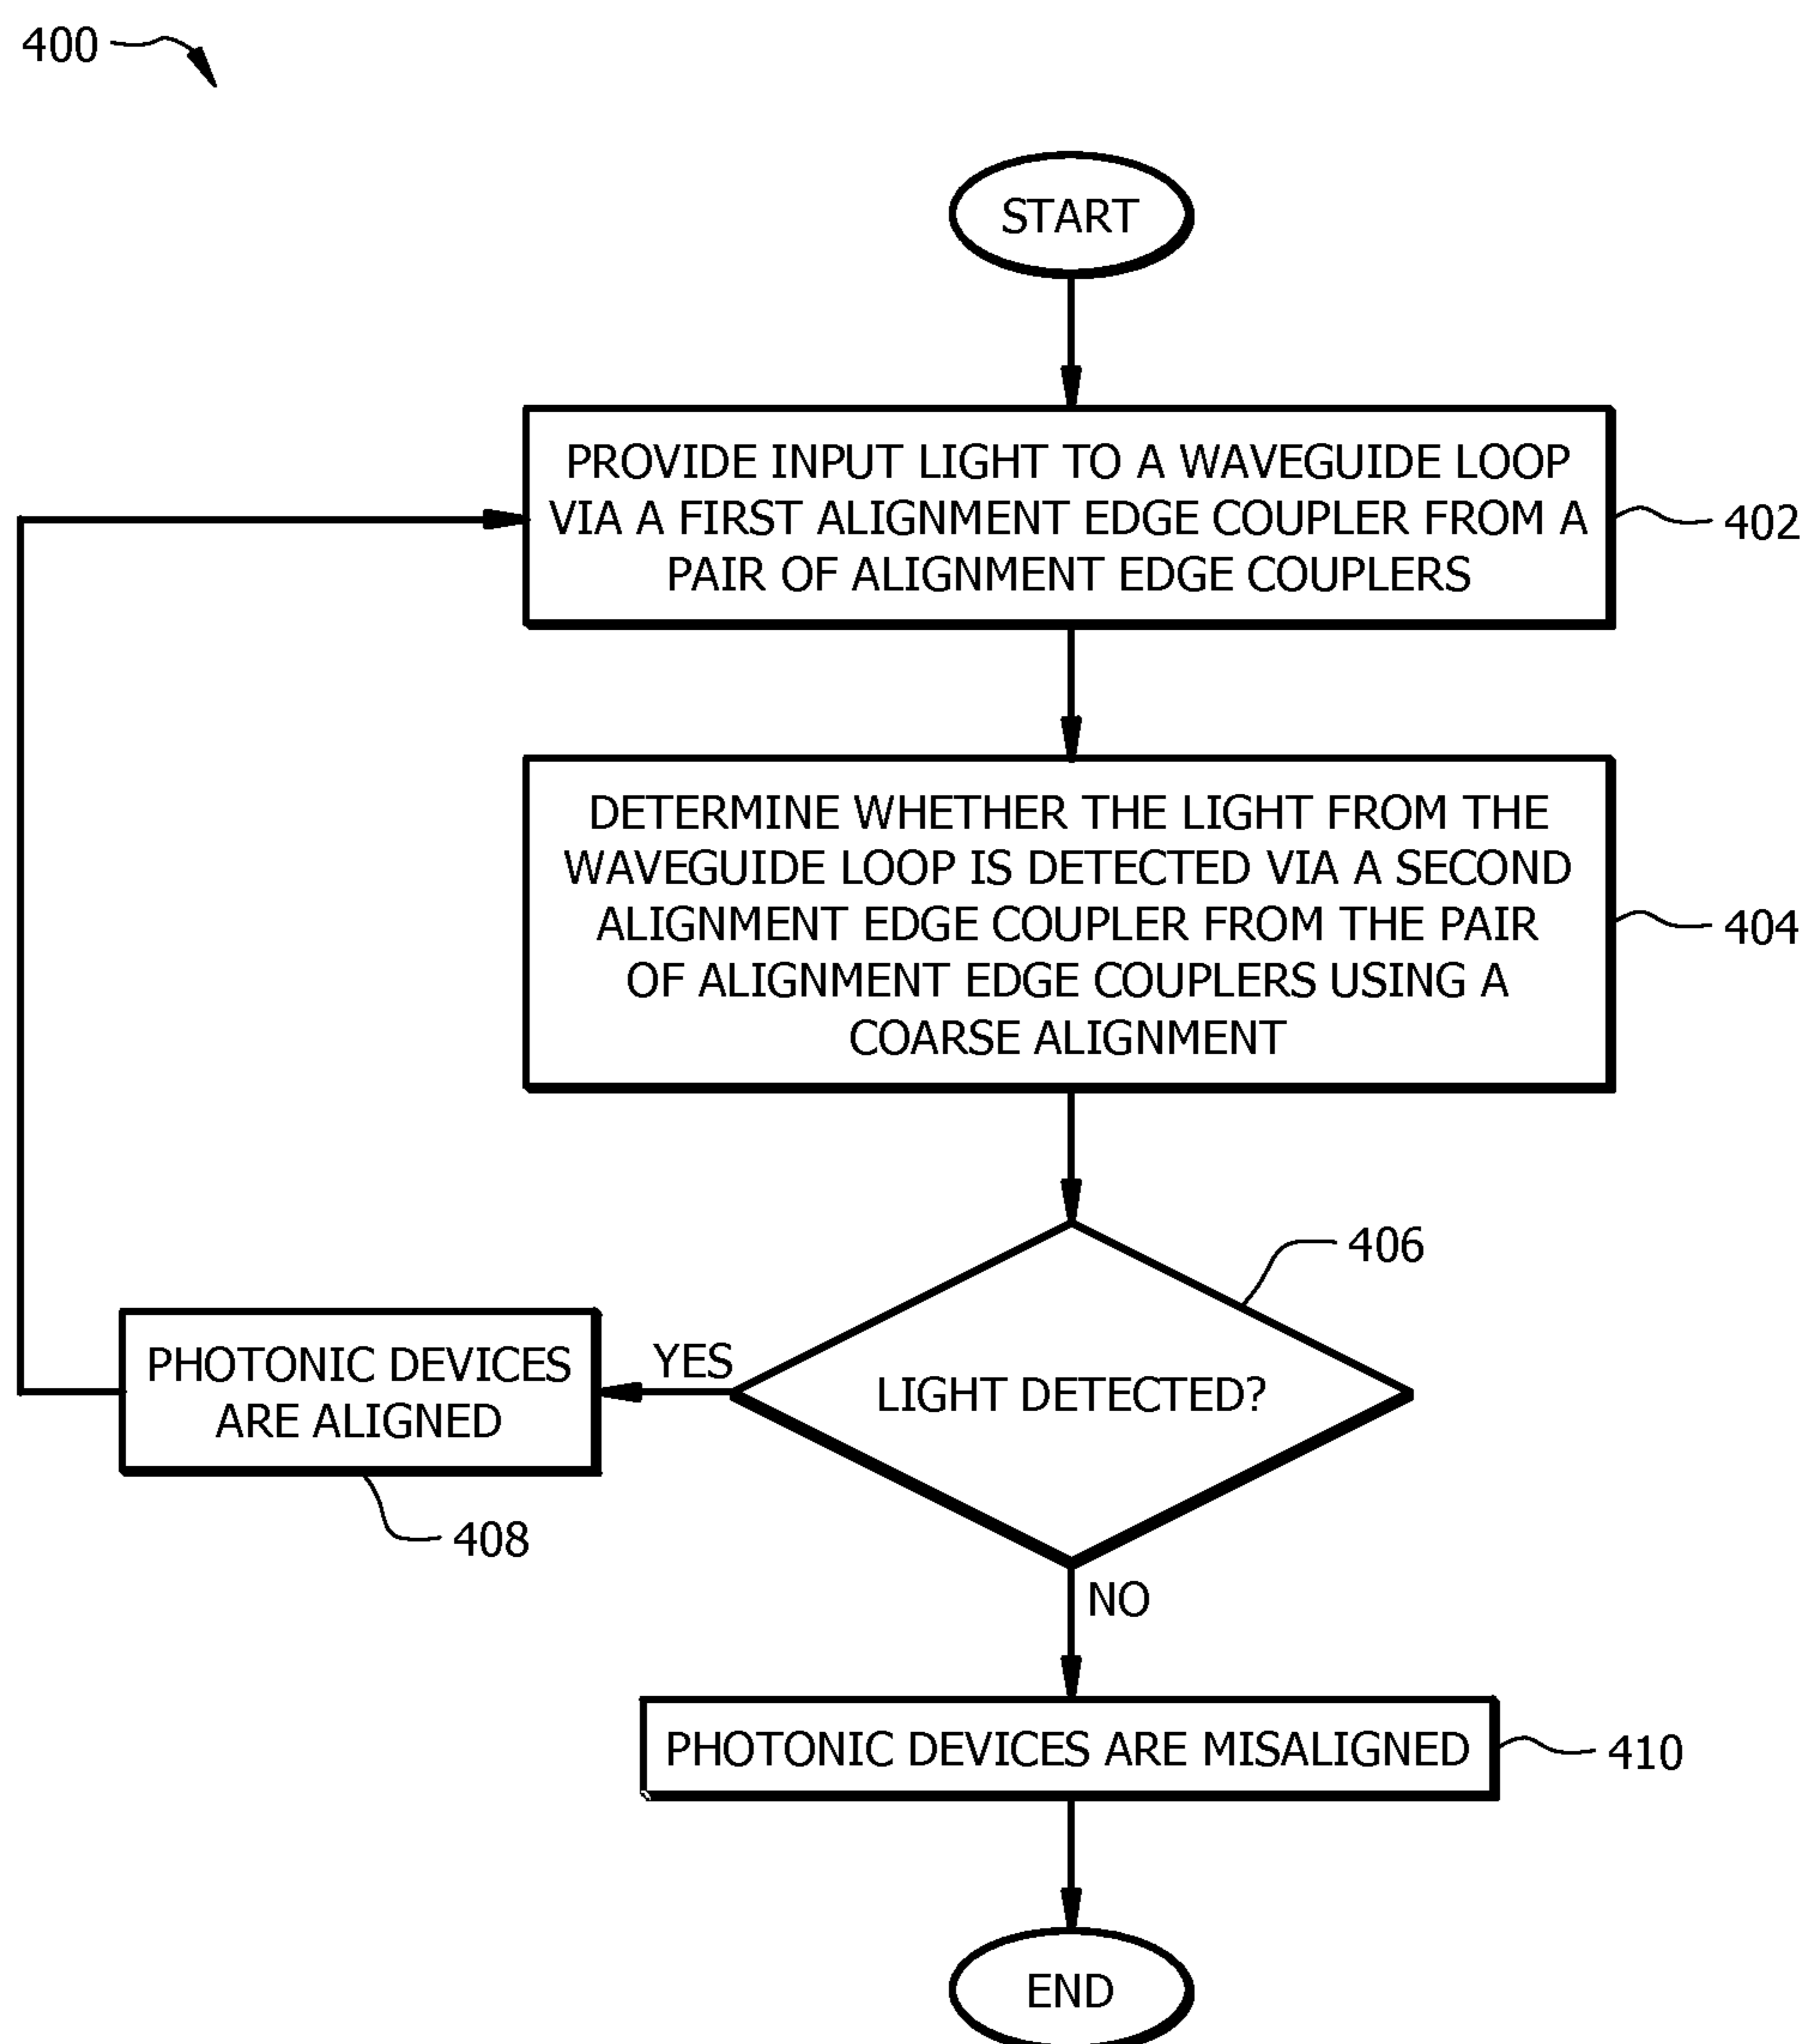 400
START
PROVIDE INPUT LIGHT TO A WAVEGUIDE LOOP
VIA A FIRST ALIGNMENT EDGE COUPLER FROM A
PAIR OF ALIGNMENT EDGE COUPLERS
402
DETERMINE WHETHER THE LIGHT FROM THE
WAVEGUIDE LOOP IS DETECTED VIA A SECOND
ALIGNMENT EDGE COUPLER FROM THE PAIR
OF ALIGNMENT EDGE COUPLERS USING A
COARSE ALIGNMENT
404
406
LIGHT DETECTED?
YES
PHOTONIC DEVICES
ARE ALIGNED
408
NO
PHOTONIC DEVICES ARE MISALIGNED
410
END